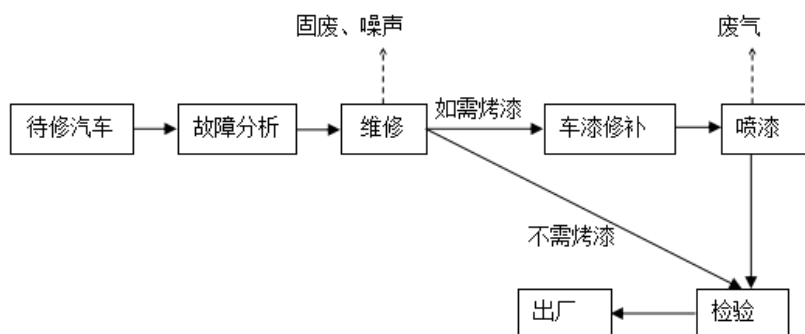 固废、噪声
废气
待修汽车
故障分析
维修
如需烤漆
车漆修补
喷漆
不需烤漆
出厂
检验